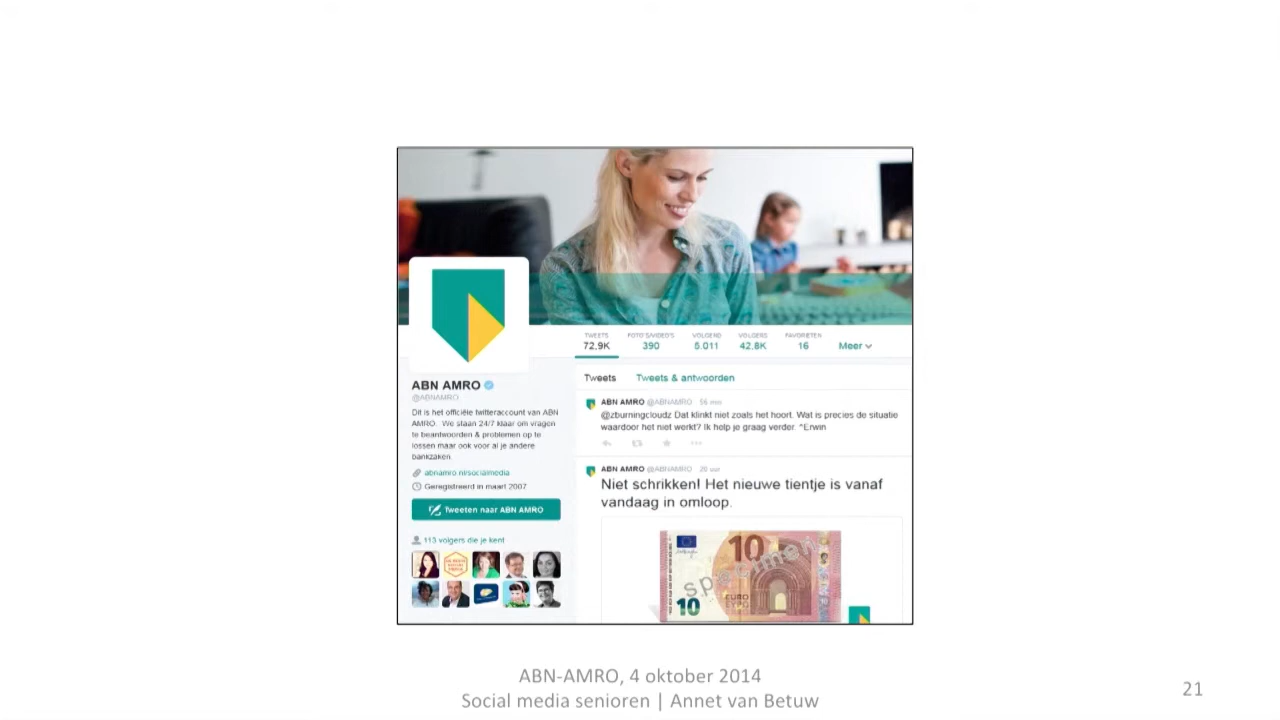 TWEETS FOTO'S/VIDEO'S VOLGEND VOLGERS FAVORIETEN
72,9K 390 6.011 42,8K 16 Meer
Tweets Tweets & antwoorden
ABN AMRO
@ABNAMRO
Dit is het officiële twitteraccount van ABN
AMRO. We staan 24/7 klaar om vragen
te beantwoorden & problemen op te
lossen maar ook voor al je andere
bankzaken.
abnamro.nl/socialmedia
Geregistreerd in maart 2007
Tweeten naar ABN AMRO
113 volgers die je kent
ABN AMRO @ABNAMRO 56 min
@zburningcloudz Dat klinkt niet zoals het hoort. Wat is precies de situatie
waardoor het niet werkt? Ik help je graag verder. ^Erwin
ABN AMRO @ABNAMRO 20 uur
Niet schrikken! Het nieuwe tientje is vanaf
vandaag in omloop.
10
specimen
EURO
ΕΥΡΩ
10
ABN-AMRO, 4 oktober 2014
Social media senioren | Annet van Betuw
21